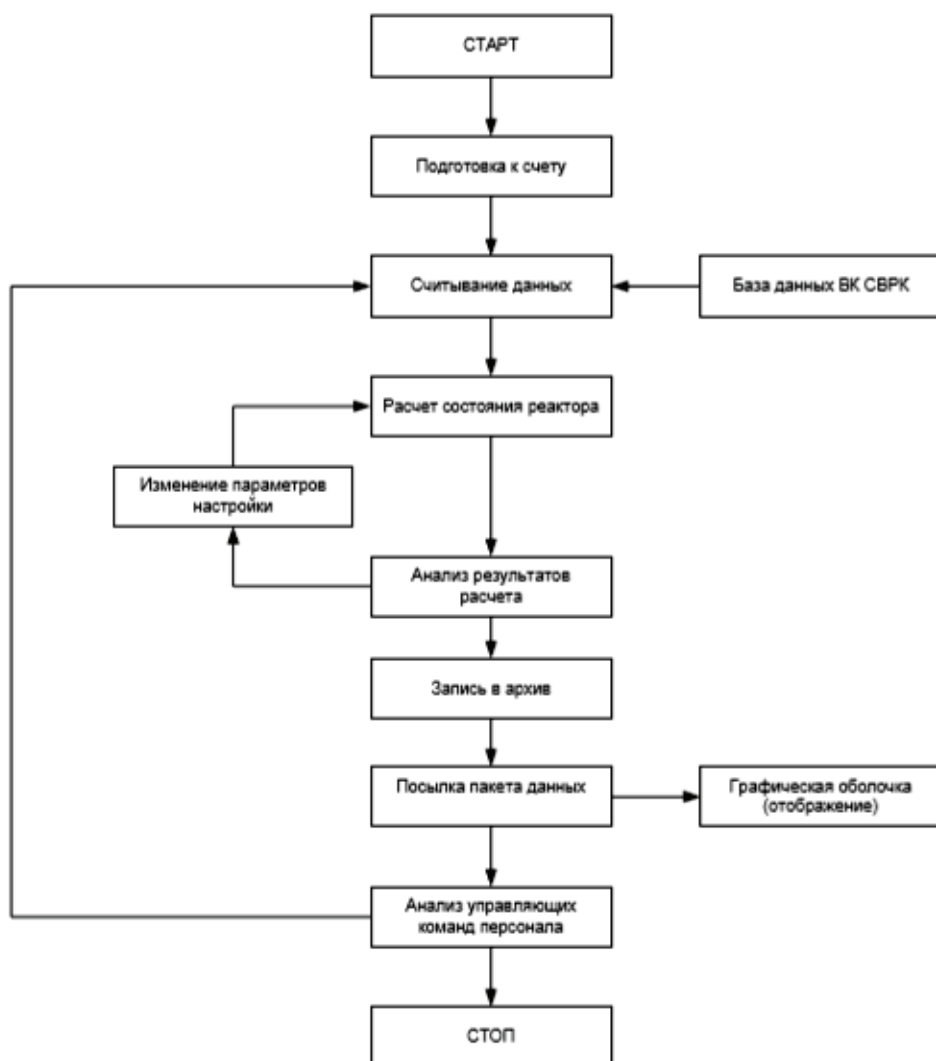 СТАРТ
Подготовка к счету
Считывание данных
База данных ВК СВРК
Расчет состояния реактора
Изменение параметров
настройки
Анализ результатов
расчета
Запись в архив
Посылка пакета данных
Графическая оболочка
(отображение)
Анализ управляющих
команд персонала
СТОП